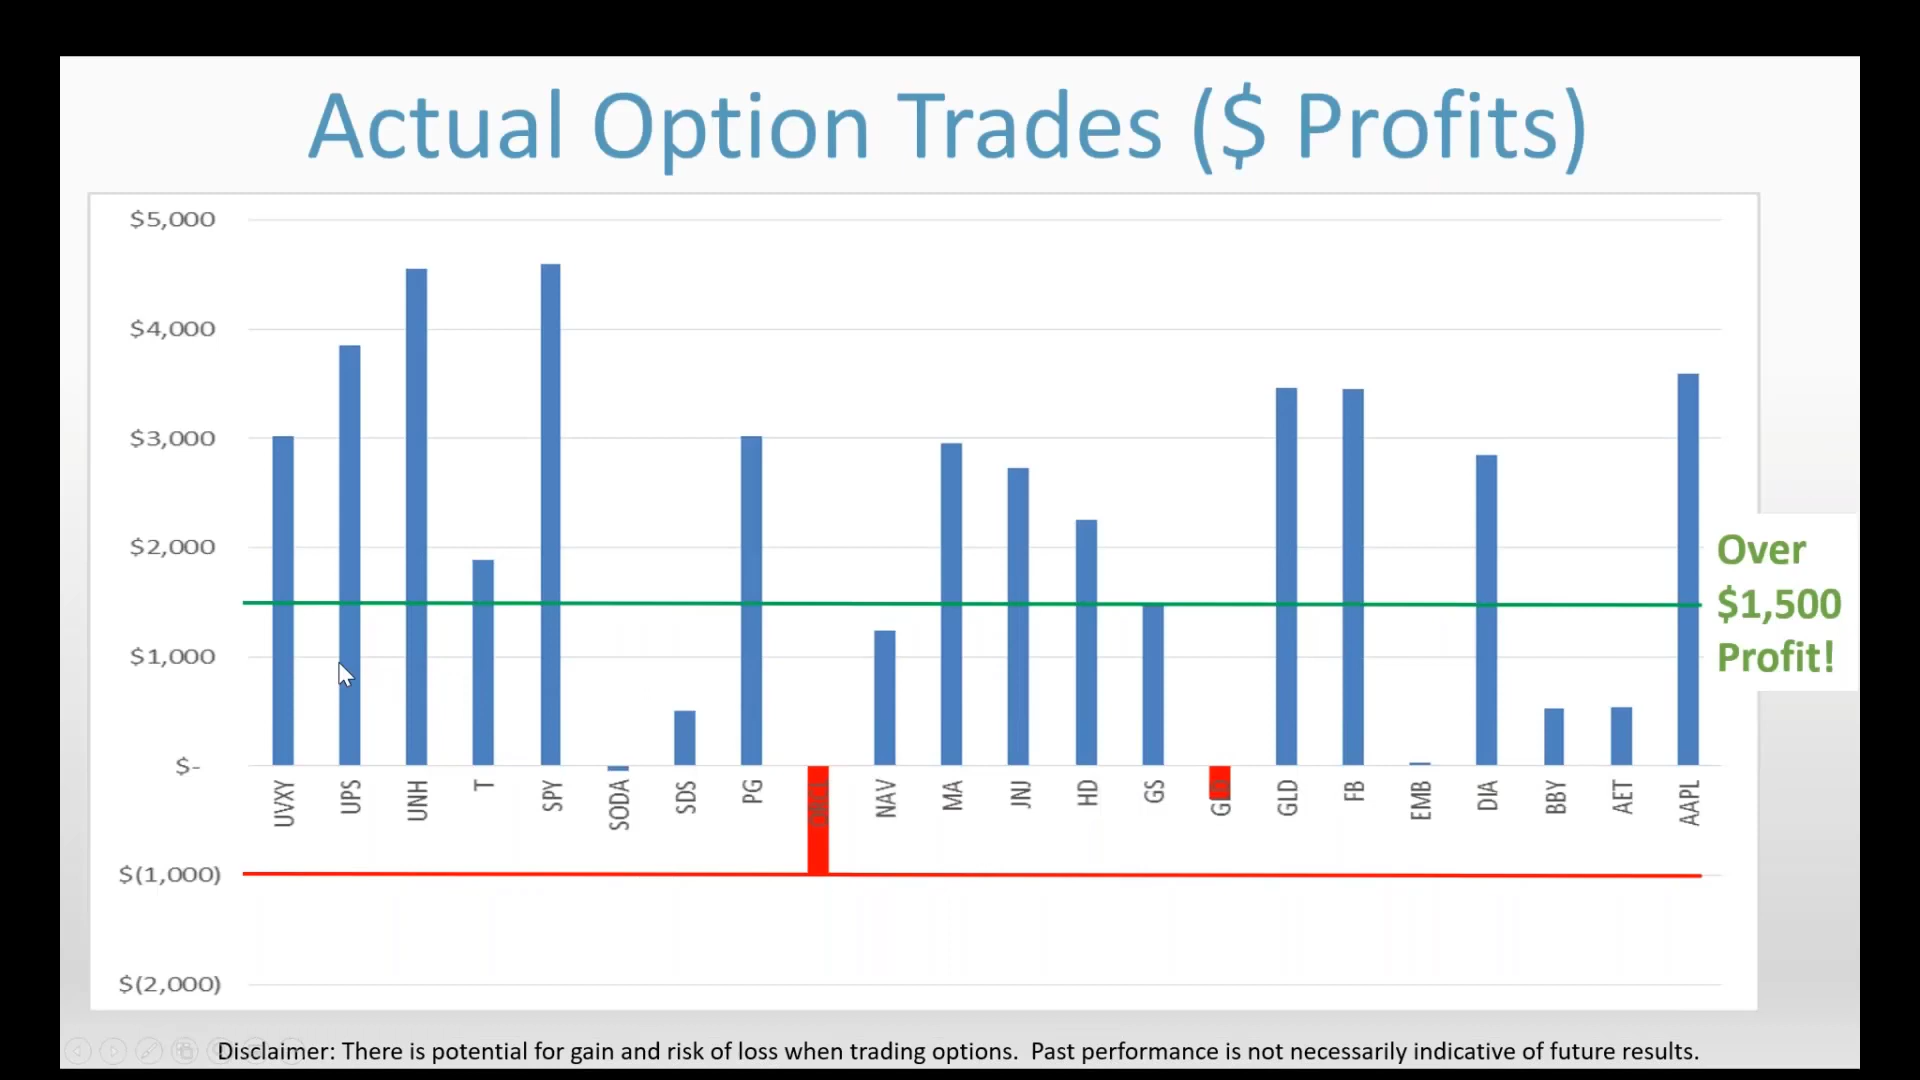 Actual Option Trades ($ Profits)
$5,000
$4,000
$3,000
$2,000
$1,000
$-
$(1,000)
$(2,000)
UVXY
UPS
UNH
T
SPY
SODA
SDS
PG
NAV
MA
JNJ
HD
GS
GLD
FB
EMB
DIA
BBY
AET
AAPL
Over
$1,500
Profit!
Disclaimer: There is potential for gain and risk of loss when trading options. Past performance is not necessarily indicative of future results.